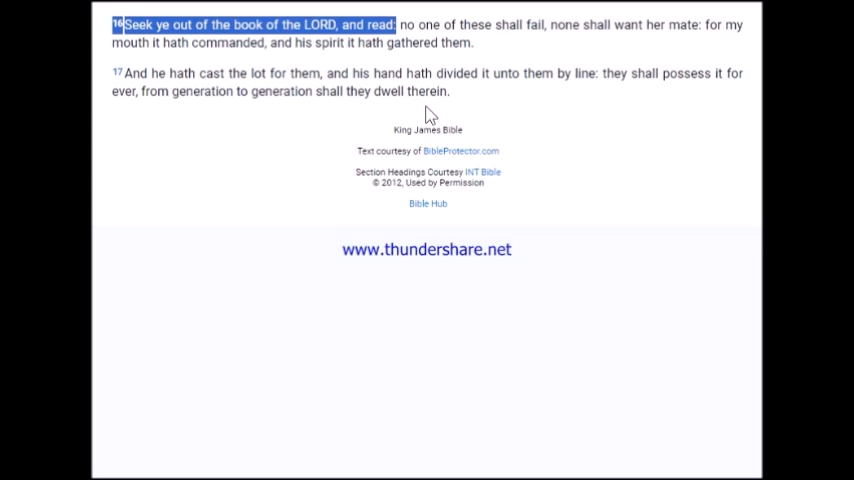 16Seek ye out of the book of the LORD, and read: no one of these shall fail, none shall want her mate: for my
mouth it hath commanded, and his spirit it hath gathered them.
17And he hath cast the lot for them, and his hand hath divided it unto them by line: they shall possess it for
ever, from generation to generation shall they dwell therein.
King James Bible
Text courtesy of BibleProtector.com
Section Headings Courtesy INT Bible
© 2012, Used by Permission
Bible Hub
www.thundershare.net